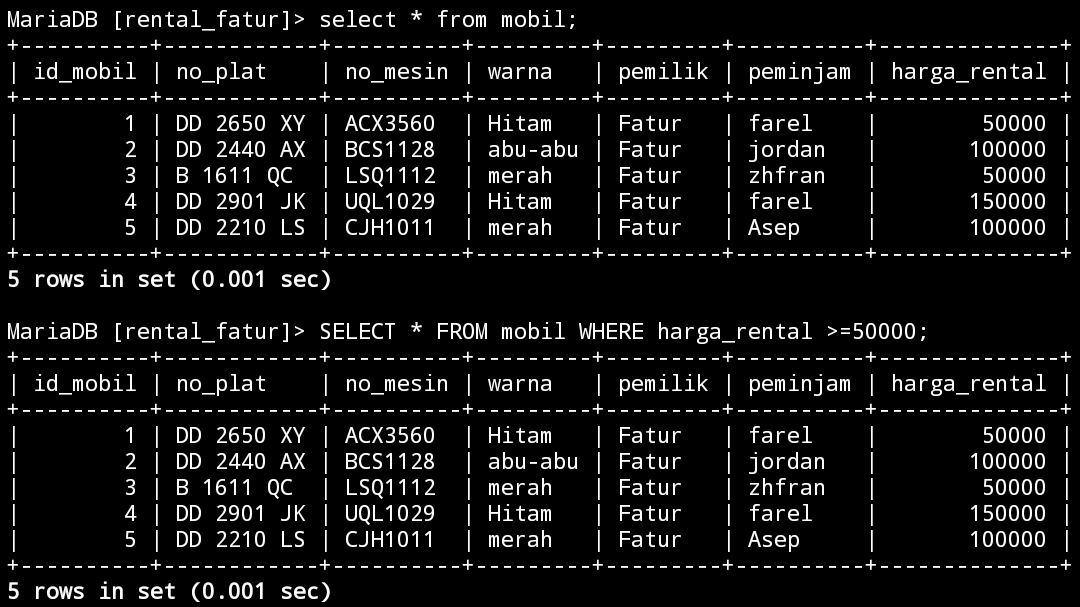 MariaDB [rental_fatur]> select * from mobil;
+----------+------------+----------+---------+---------+----------+--------------+
| id_mobil | no_plat    | no_mesin | warna   | pemilik | peminjam | harga_rental |
+----------+------------+----------+---------+---------+----------+--------------+
|        1 | DD 2650 XY | ACX3560  | Hitam   | Fatur   | farel    |        50000 |
|        2 | DD 2440 AX | BCS1128  | abu-abu | Fatur   | jordan   |       100000 |
|        3 | B 1611 QC  | LSQ1112  | merah   | Fatur   | zhfran   |        50000 |
|        4 | DD 2901 JK | UQL1029  | Hitam   | Fatur   | farel    |       150000 |
|        5 | DD 2210 LS | CJH1011  | merah   | Fatur   | Asep     |       100000 |
+----------+------------+----------+---------+---------+----------+--------------+
5 rows in set (0.001 sec)
MariaDB [rental_fatur]> SELECT * FROM mobil WHERE harga_rental >=50000;
+----------+------------+----------+---------+---------+----------+--------------+
| id_mobil | no_plat    | no_mesin | warna   | pemilik | peminjam | harga_rental |
+----------+------------+----------+---------+---------+----------+--------------+
|        1 | DD 2650 XY | ACX3560  | Hitam   | Fatur   | farel    |        50000 |
|        2 | DD 2440 AX | BCS1128  | abu-abu | Fatur   | jordan   |       100000 |
|        3 | B 1611 QC  | LSQ1112  | merah   | Fatur   | zhfran   |        50000 |
|        4 | DD 2901 JK | UQL1029  | Hitam   | Fatur   | farel    |       150000 |
|        5 | DD 2210 LS | CJH1011  | merah   | Fatur   | Asep     |       100000 |
+----------+------------+----------+---------+---------+----------+--------------+
5 rows in set (0.001 sec)